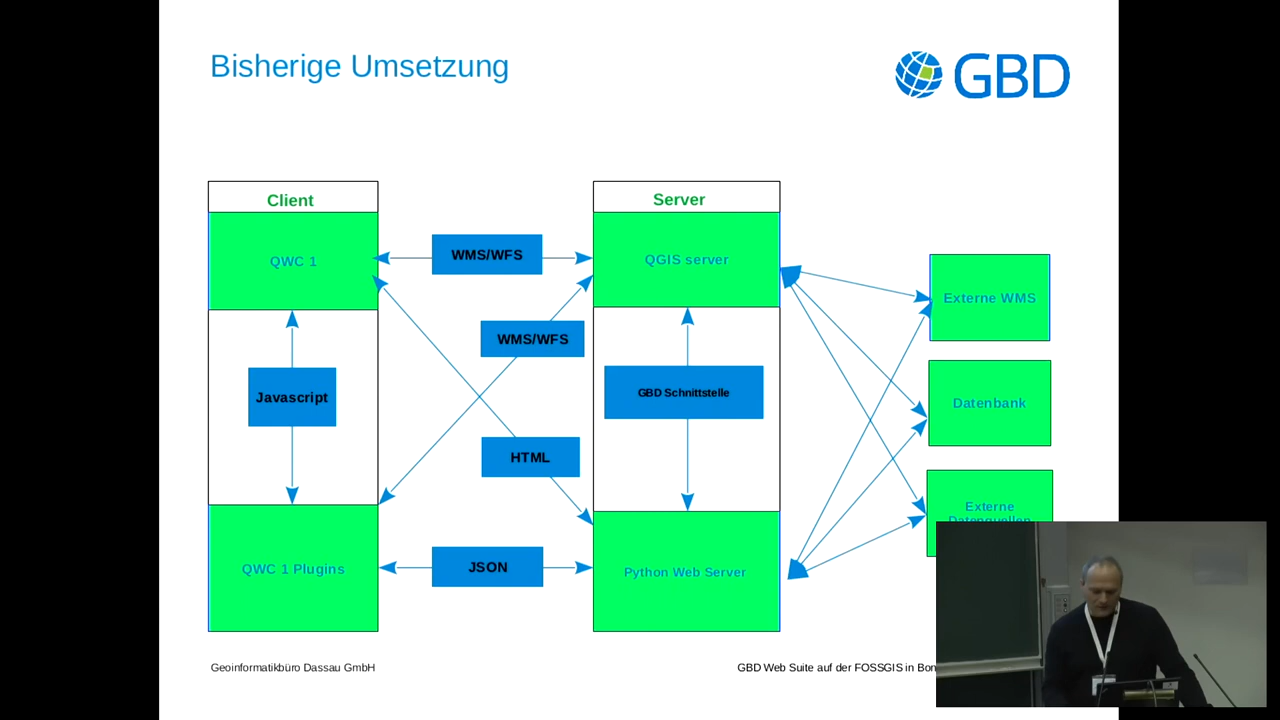 Bisherige Umsetzung
GBD
Client
Server
QWC 1
WMS/WFS
QGIS server
Externe WMS
WMS/WFS
Javascript
GBD Schnittstelle
Datenbank
HTML
Externe
Datenquellen
QWC 1 Plugins
JSON
Python Web Server
Geoinformatikbüro Dassau GmbH
GBD Web Suite auf der FOSSGIS in Bon